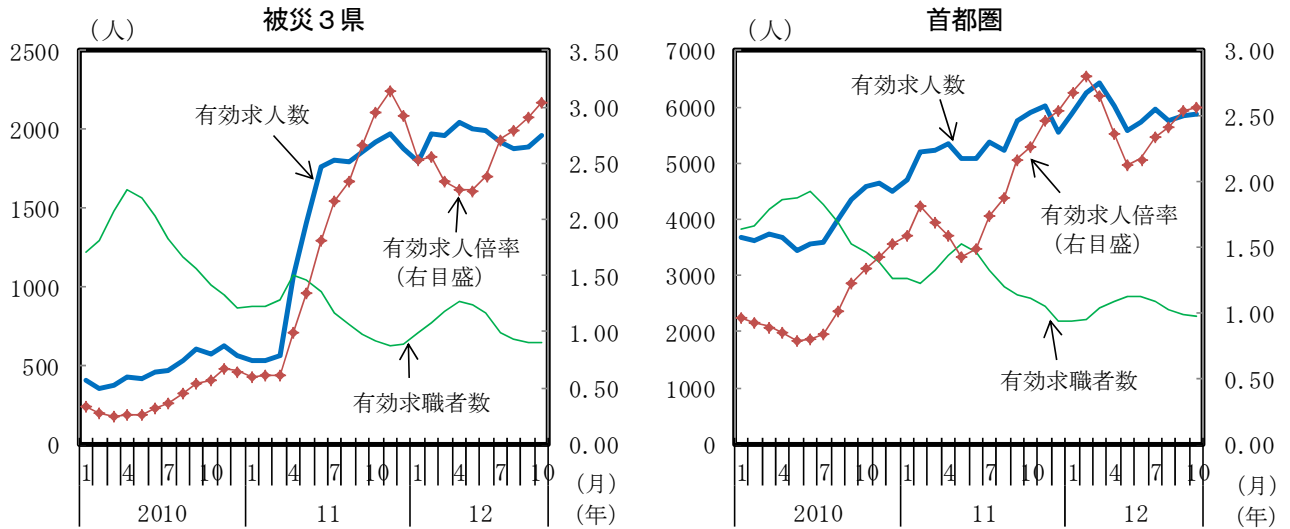 被災３県
(人)
2500
2000
1500
1000
500
0
3.50
3.00
2.50
2.00
1.50
1.00
0.50
0.00
有効求人数
有効求人倍率
(右目盛)
有効求職者数
1 4 7 10 1 4 7 10 1 4 7 10
(月)
2010 11 12
(年)
首都圏
(人)
7000
6000
5000
4000
3000
2000
1000
0
3.00
2.50
2.00
1.50
1.00
0.50
0.00
有効求人数
有効求人倍率
(右目盛)
有効求職者数
1 4 7 10 1 4 7 10 1 4 7 10
(月)
2010 11 12
(年)